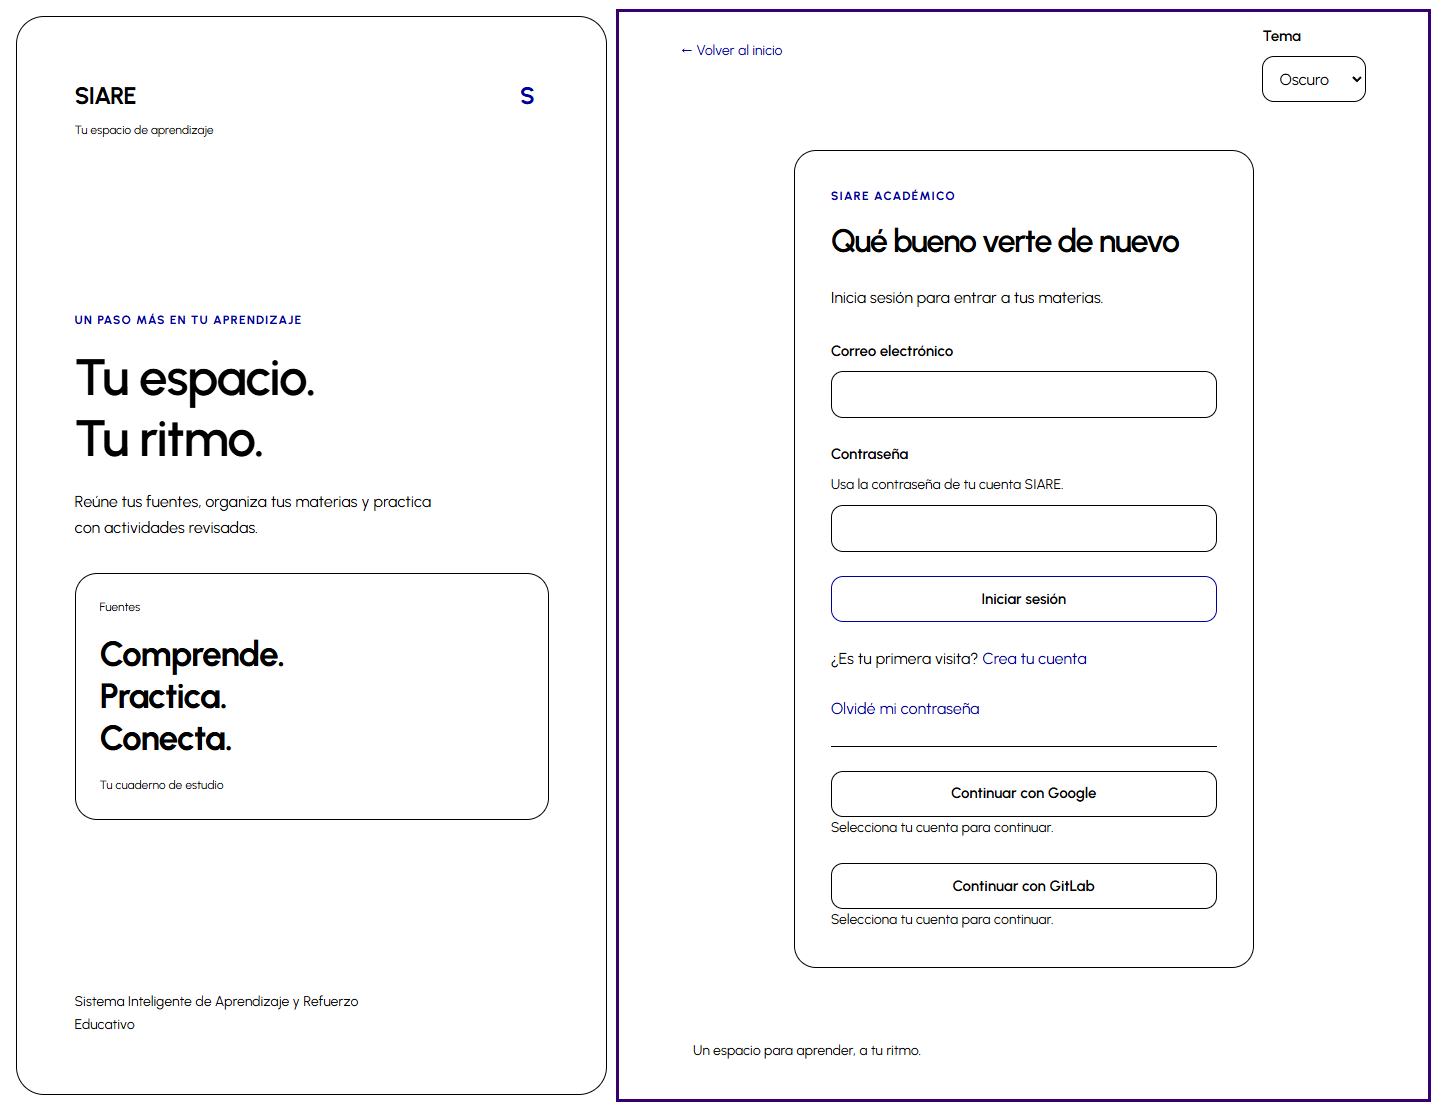 SIARE
S
Tu espacio de aprendizaje
UN PASO MÁS EN TU APRENDIZAJE
Tu espacio.
Tu ritmo.
Reúne tus fuentes, organiza tus materias y practica
con actividades revisadas.
Fuentes
Comprende.
Practica.
Conecta.
Tu cuaderno de estudio
Sistema Inteligente de Aprendizaje y Refuerzo
Educativo
← Volver al inicio
Tema
Oscuro
SIARE ACADÉMICO
Qué bueno verte de nuevo
Inicia sesión para entrar a tus materias.
Correo electrónico
Contraseña
Usa la contraseña de tu cuenta SIARE.
Iniciar sesión
¿Es tu primera visita? Crea tu cuenta
Olvidé mi contraseña
Continuar con Google
Selecciona tu cuenta para continuar.
Continuar con GitLab
Selecciona tu cuenta para continuar.
Un espacio para aprender, a tu ritmo.